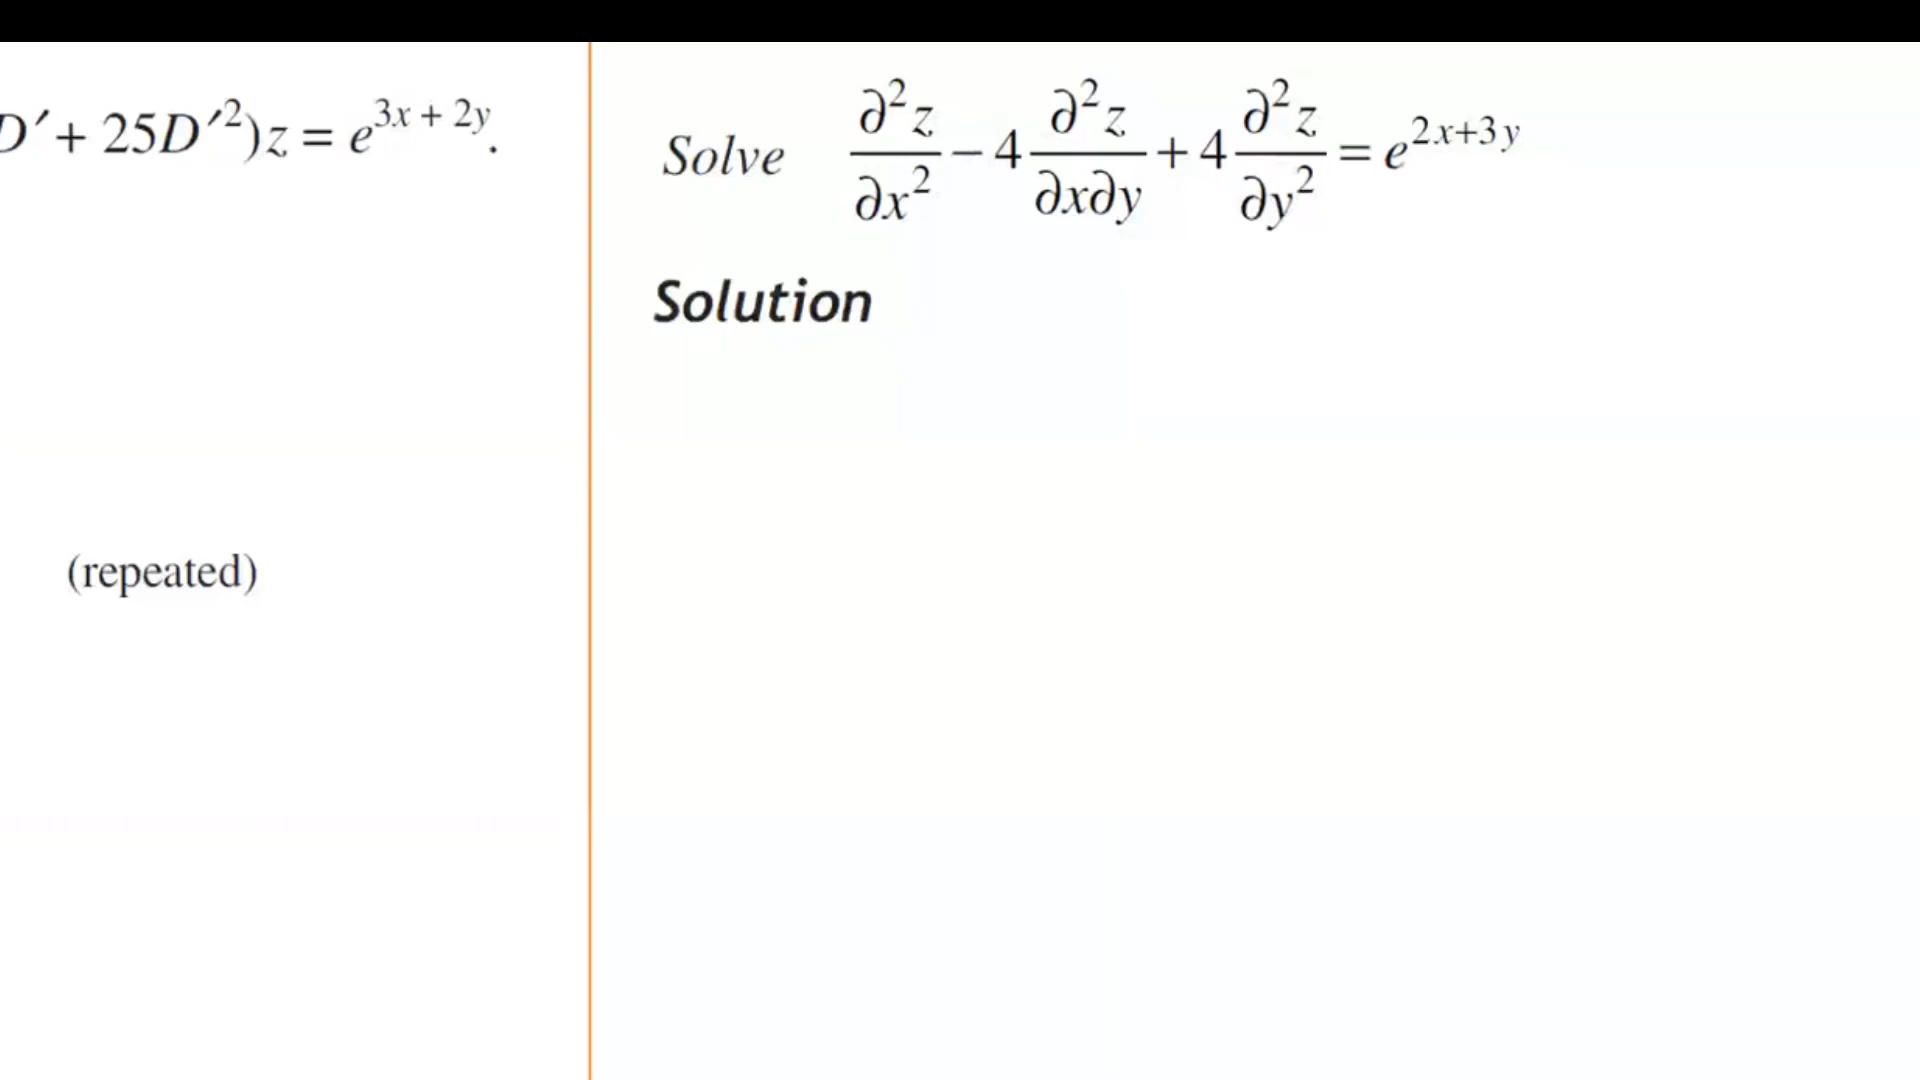 D′ + 25D′²)z = e^{3x + 2y}.
(repeated)
Solve ∂²z/∂x² − 4 ∂²z/∂x∂y + 4 ∂²z/∂y² = e^{2x+3y}
Solution